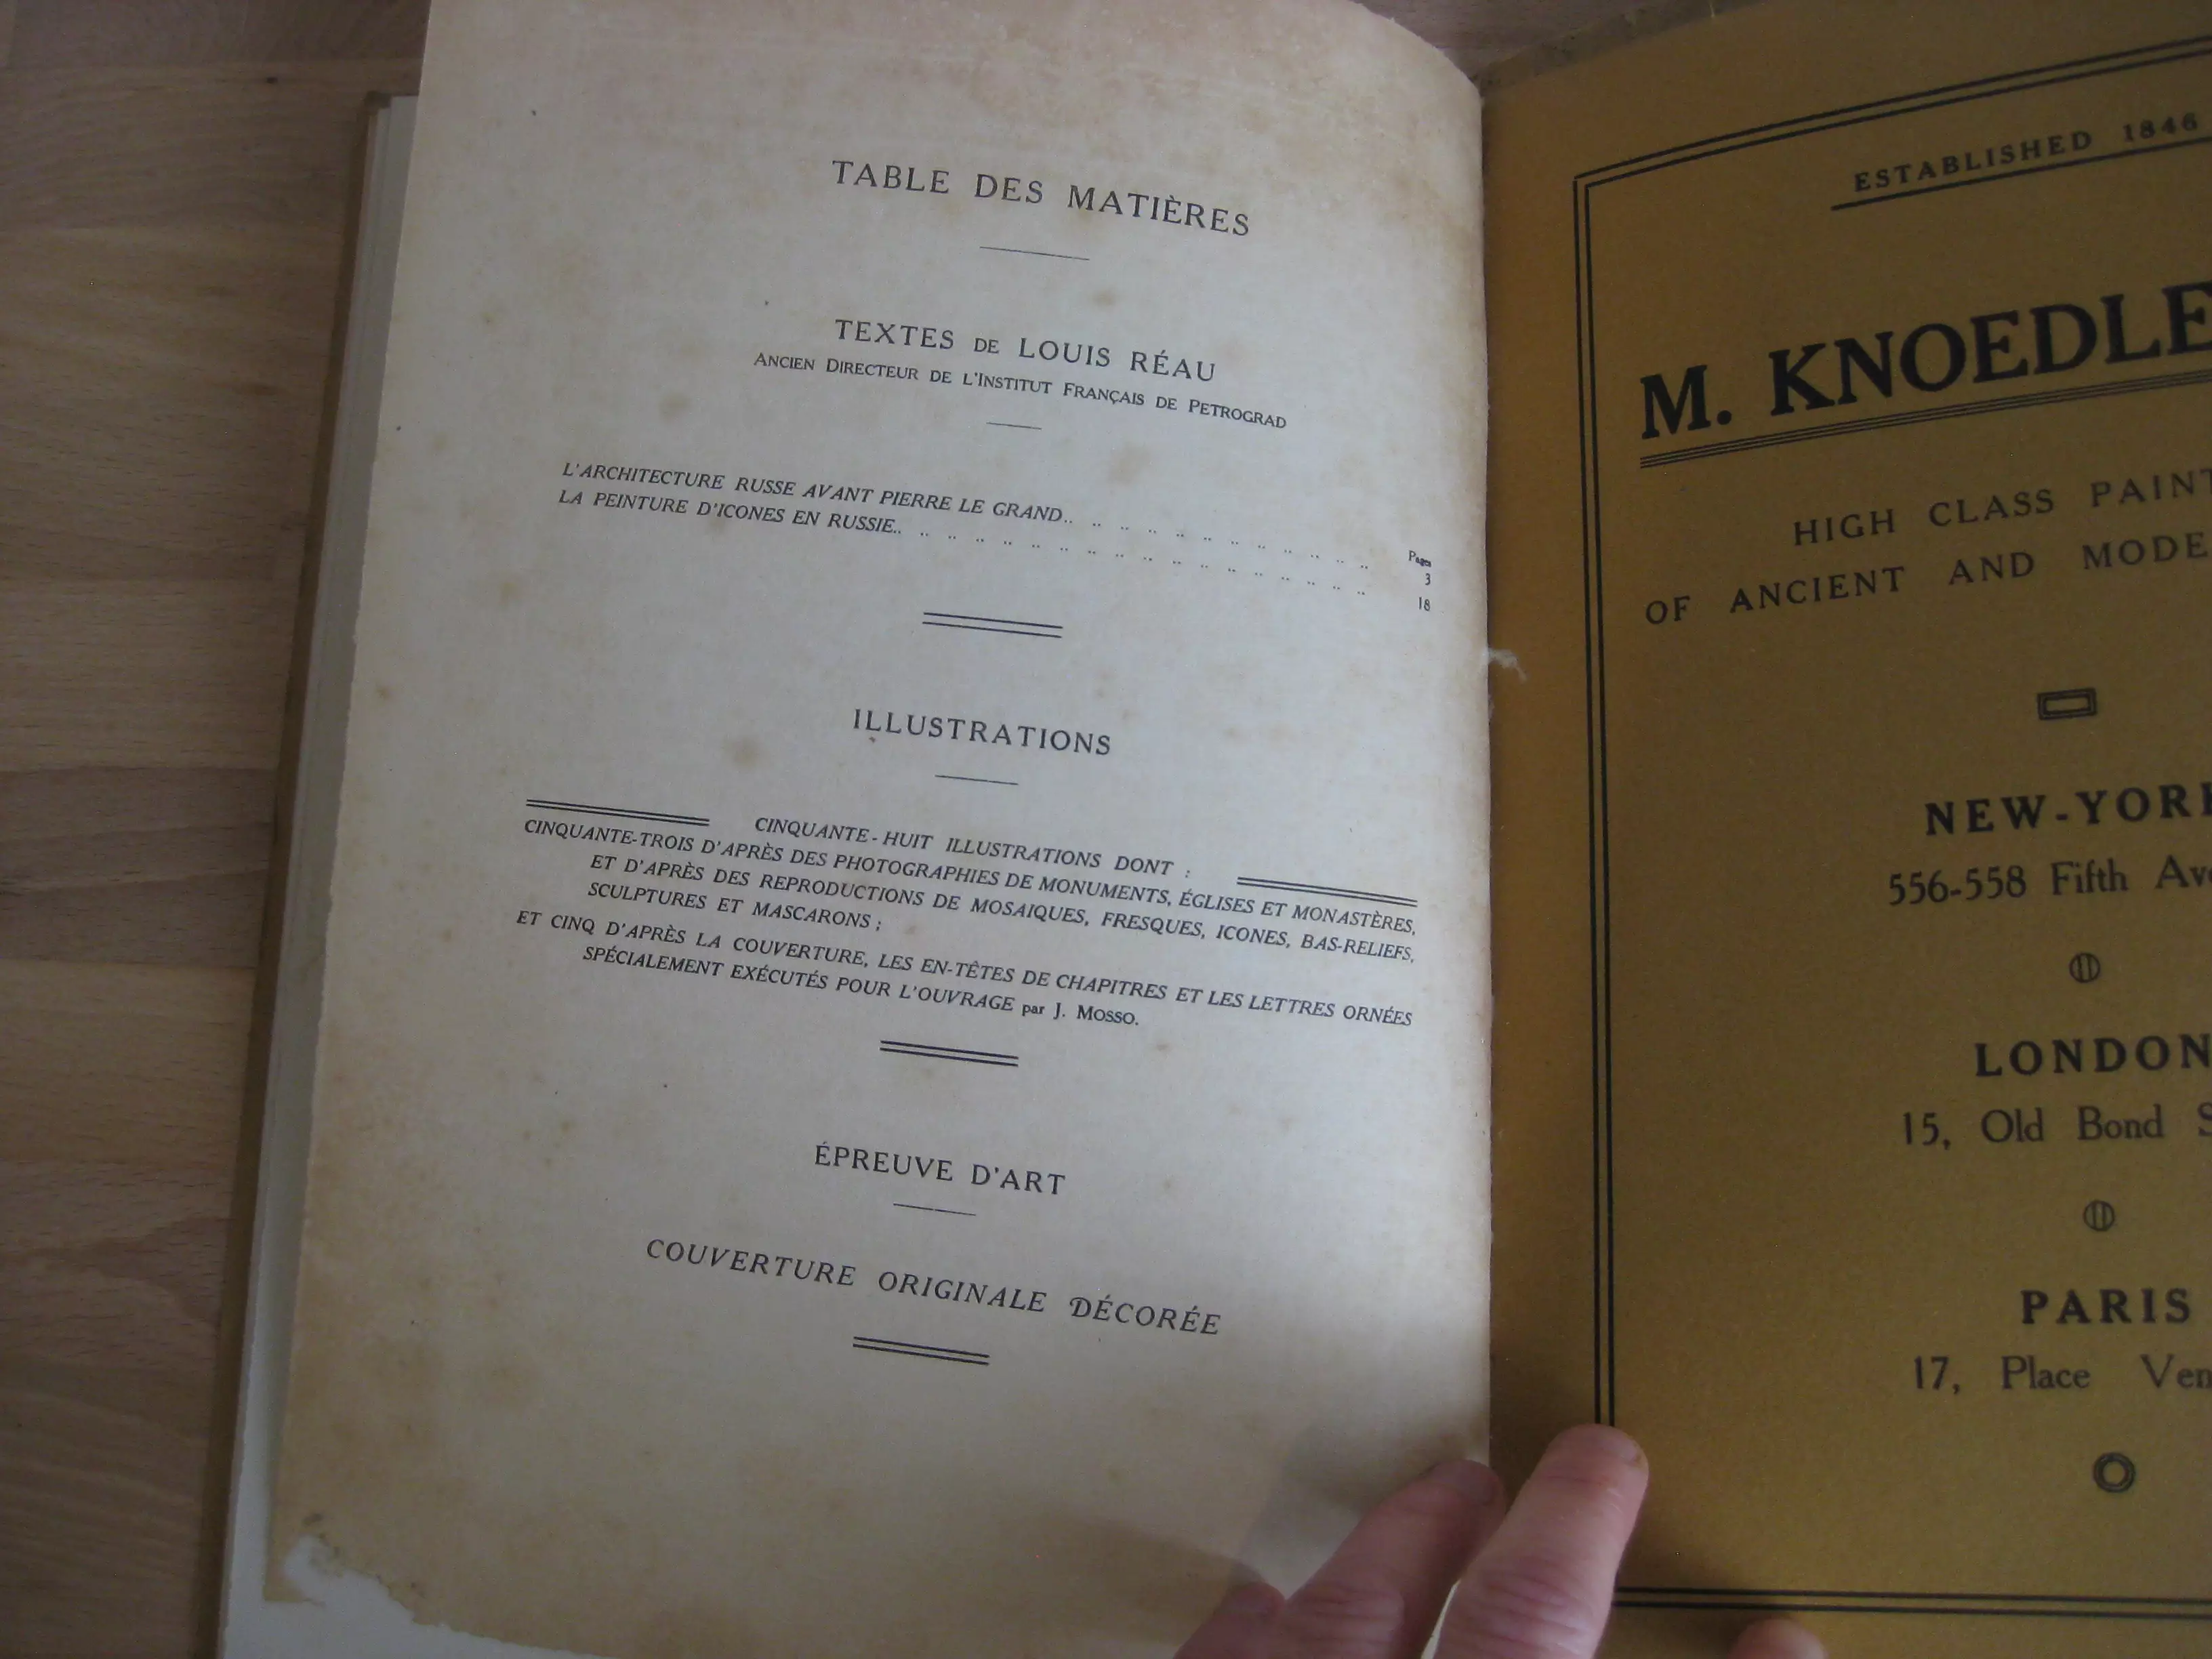 TABLE DES MATIÈRES
TEXTES DE LOUIS RÉAU
ANCIEN DIRECTEUR DE L'INSTITUT FRANÇAIS DE PETROGRAD
Pages
L'ARCHITECTURE RUSSE AVANT PIERRE LE GRAND.. .. .. .. .. .. .. .. .. .. .. .. 3
LA PEINTURE D'ICONES EN RUSSIE.. .. .. .. .. .. .. .. .. .. .. .. .. .. .. .. .. .. 18
ILLUSTRATIONS
CINQUANTE-HUIT ILLUSTRATIONS DONT :
CINQUANTE-TROIS D'APRÈS DES PHOTOGRAPHIES DE MONUMENTS, ÉGLISES ET MONASTÈRES,
ET D'APRÈS DES REPRODUCTIONS DE MOSAIQUES, FRESQUES, ICONES, BAS-RELIEFS,
SCULPTURES ET MASCARONS ;
ET CINQ D'APRÈS LA COUVERTURE, LES EN-TÊTES DE CHAPITRES ET LES LETTRES ORNÉES
SPÉCIALEMENT EXÉCUTÉS POUR L'OUVRAGE par J. MOSSO.
ÉPREUVE D'ART
COUVERTURE ORIGINALE DÉCORÉE
ESTABLISHED 1846
M. KNOEDLE
HIGH CLASS PAINT
OF ANCIENT AND MODE
NEW-YORK
556-558 Fifth Ave
LONDON
15, Old Bond S
PARIS
17, Place Ven